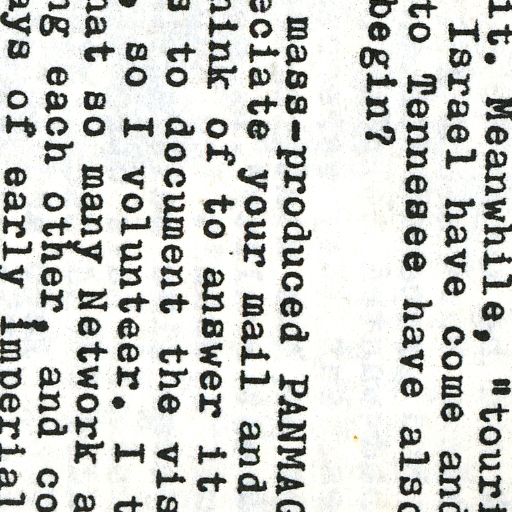 it. Meanwhile, "touri
Israel have come and
to Tennesee have also
begin?
mass-produced PANMAG
eciate your mail and
hink of to answer it
s to document the vis
so I volunteer. I t
hat so many Network a
ng each other and co
ays of early imperial